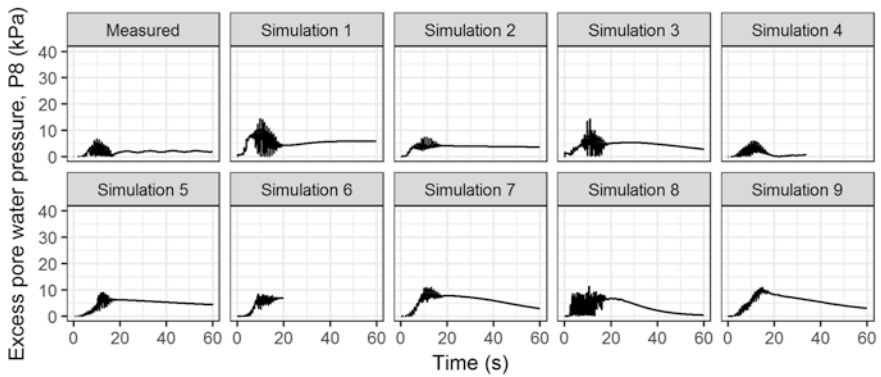 Excess pore water pressure, P8 (kPa)
Measured Simulation 1 Simulation 2 Simulation 3 Simulation 4
40
30
20
10
0
Simulation 5 Simulation 6 Simulation 7 Simulation 8 Simulation 9
40
30
20
10
0
0 20 40 60 0 20 40 60 0 20 40 60 0 20 40 60 0 20 40 60
Time (s)